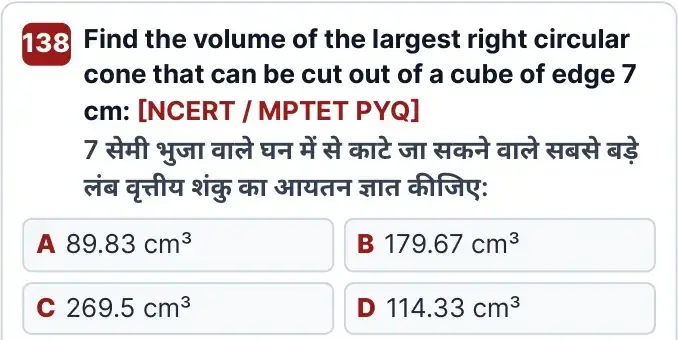 138 Find the volume of the largest right circular
cone that can be cut out of a cube of edge 7
cm: [NCERT / MPTET PYQ]
7 सेमी भुजा वाले घन में से काटे जा सकने वाले सबसे बड़े
लंब वृत्तीय शंकु का आयतन ज्ञात कीजिए:
A 89.83 cm³
B 179.67 cm³
C 269.5 cm³
D 114.33 cm³